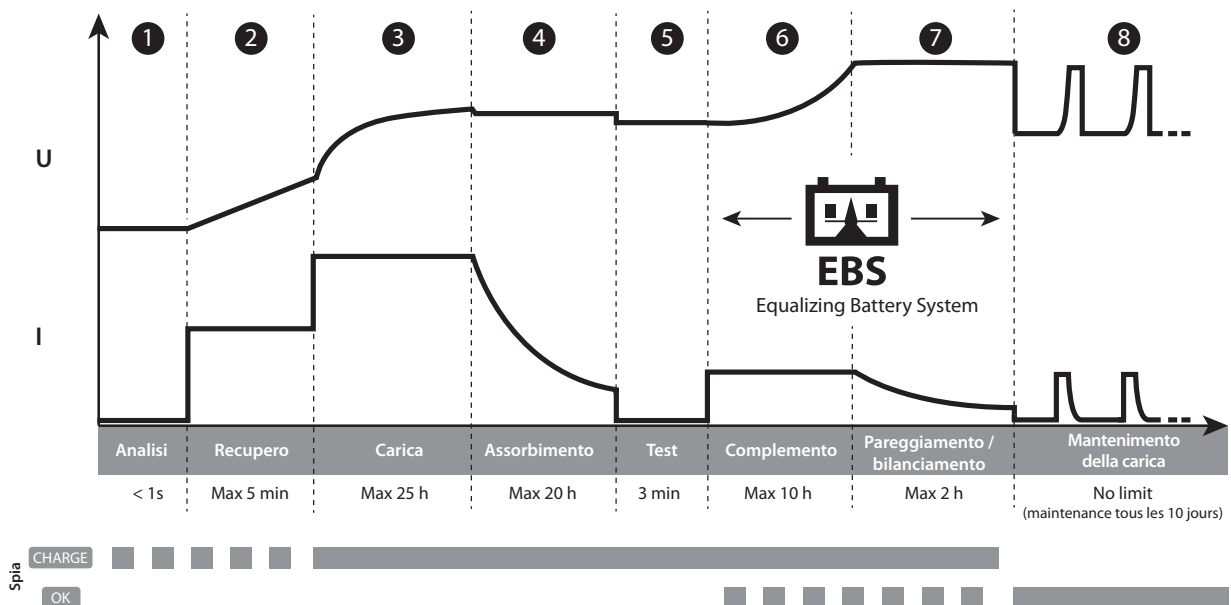 1 2 3 4 5 6 7 8
U
EBS
Equalizing Battery System
I
Analisi Recupero Carica Assorbimento Test Complemento Pareggiamento / bilanciamento Mantenimento della carica
< 1s Max 5 min Max 25 h Max 20 h 3 min Max 10 h Max 2 h No limit
(maintenance tous les 10 jours)
Spia
CHARGE
OK